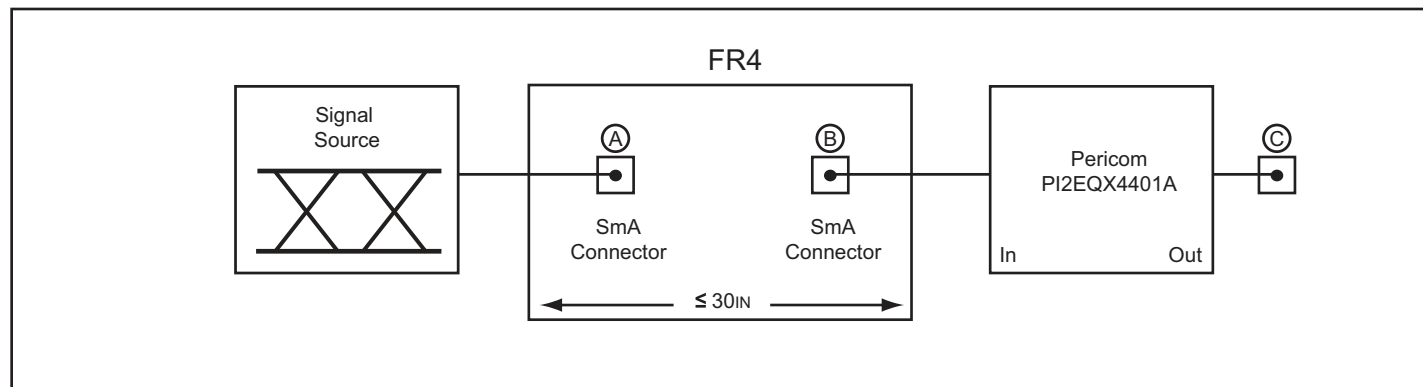 FR4
Signal
Source
A
B
C
Pericom
PI2EQX4401A
SmA
Connector
SmA
Connector
In
Out
≤ 30IN